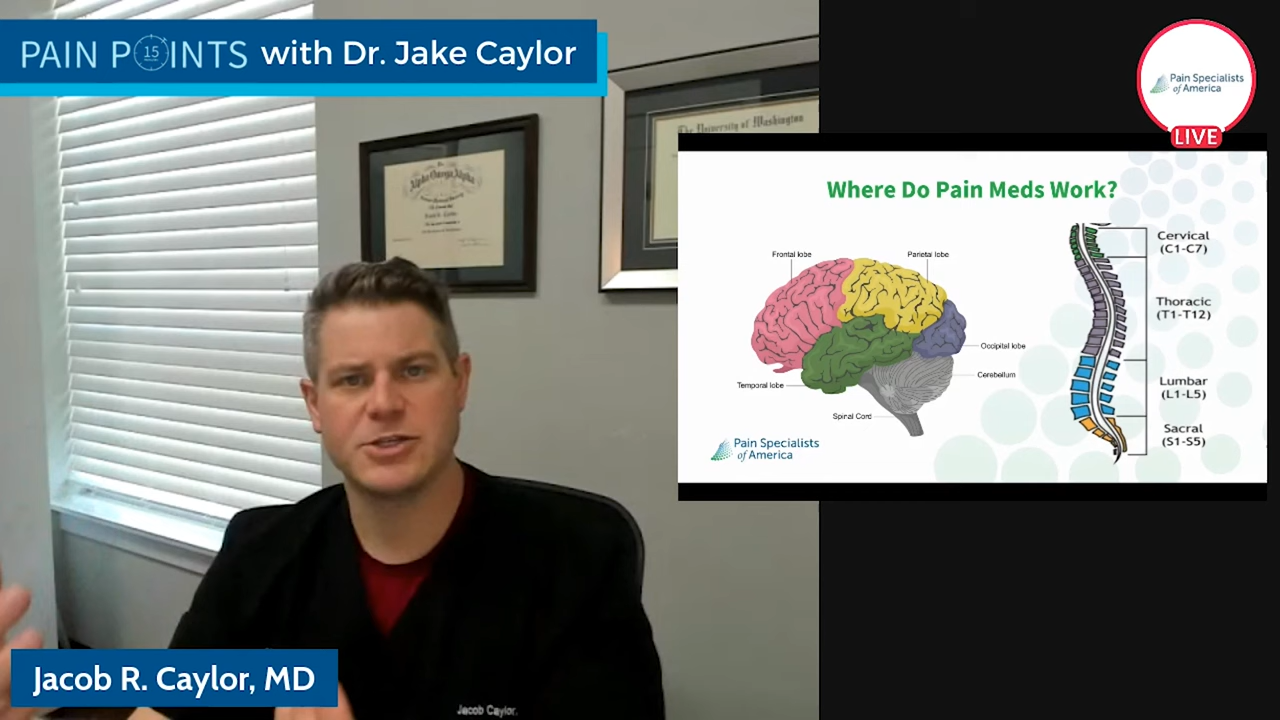 PAIN POINTS with Dr. Jake Caylor
15
Pain Specialists
of America
LIVE
Alpha Omega Alpha
The University of Washington
Where Do Pain Meds Work?
Frontal lobe
Parietal lobe
Occipital lobe
Cerebellum
Temporal lobe
Spinal Cord
Cervical
(C1-C7)
Thoracic
(T1-T12)
Lumbar
(L1-L5)
Sacral
(S1-S5)
Pain Specialists
of America
Jacob R. Caylor, MD
Jacob Caylor,